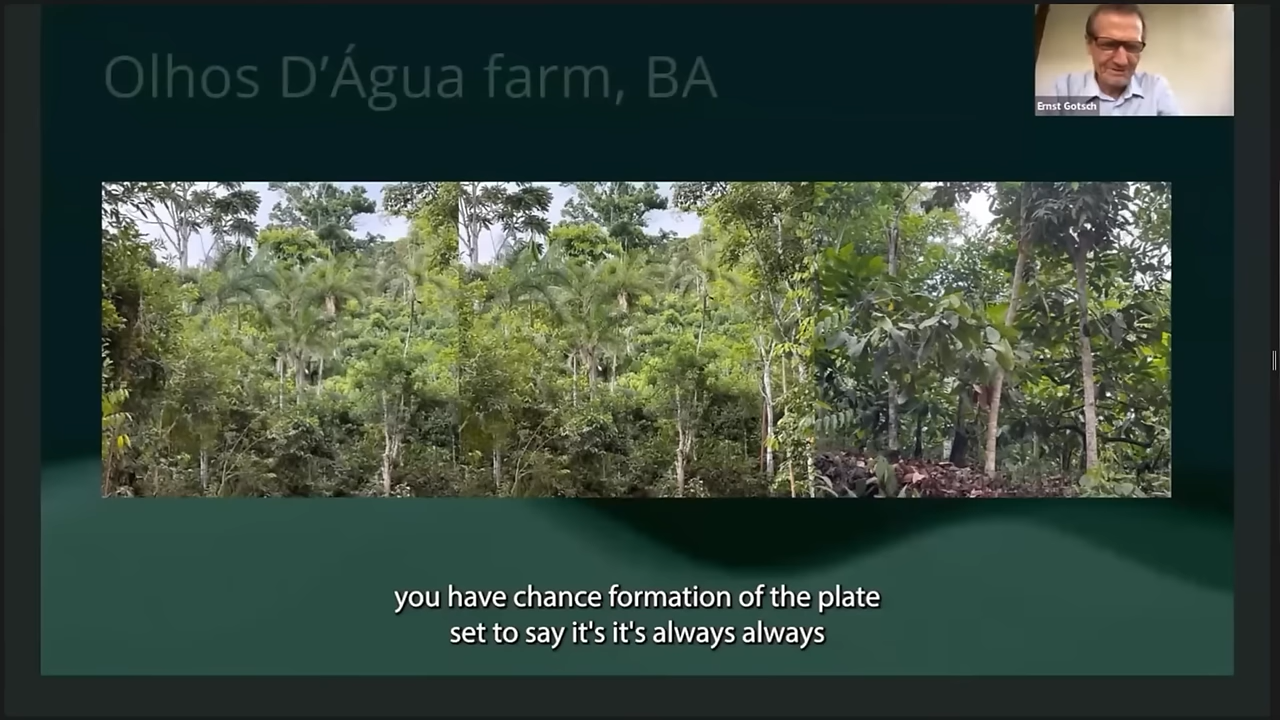 Olhos D'Água farm, BA
Ernst Gotsch
you have chance formation of the plate
set to say it's it's always always